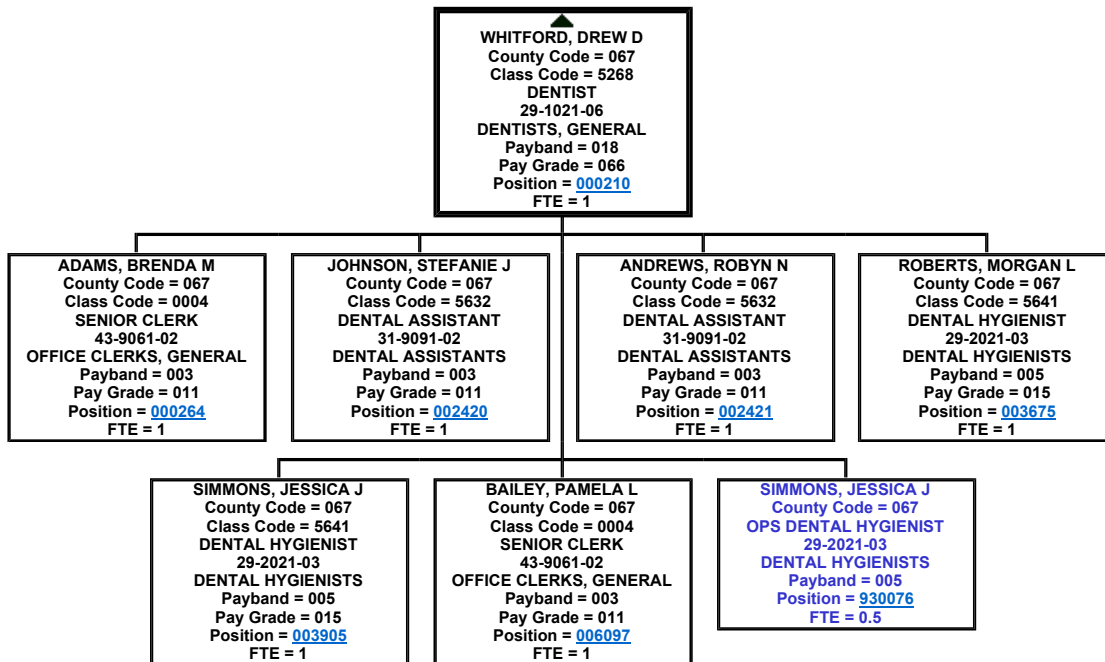 WHITFORD, DREW D
County Code = 067
Class Code = 5268
DENTIST
29-1021-06
DENTISTS, GENERAL
Payband = 018
Pay Grade = 066
Position = 000210
FTE = 1
ADAMS, BRENDA M
County Code = 067
Class Code = 0004
SENIOR CLERK
43-9061-02
OFFICE CLERKS, GENERAL
Payband = 003
Pay Grade = 011
Position = 000264
FTE = 1
JOHNSON, STEFANIE J
County Code = 067
Class Code = 5632
DENTAL ASSISTANT
31-9091-02
DENTAL ASSISTANTS
Payband = 003
Pay Grade = 011
Position = 002420
FTE = 1
ANDREWS, ROBYN N
County Code = 067
Class Code = 5632
DENTAL ASSISTANT
31-9091-02
DENTAL ASSISTANTS
Payband = 003
Pay Grade = 011
Position = 002421
FTE = 1
ROBERTS, MORGAN L
County Code = 067
Class Code = 5641
DENTAL HYGIENIST
29-2021-03
DENTAL HYGIENISTS
Payband = 005
Pay Grade = 015
Position = 003675
FTE = 1
SIMMONS, JESSICA J
County Code = 067
Class Code = 5641
DENTAL HYGIENIST
29-2021-03
DENTAL HYGIENISTS
Payband = 005
Pay Grade = 015
Position = 003905
FTE = 1
BAILEY, PAMELA L
County Code = 067
Class Code = 0004
SENIOR CLERK
43-9061-02
OFFICE CLERKS, GENERAL
Payband = 003
Pay Grade = 011
Position = 006097
FTE = 1
SIMMONS, JESSICA J
County Code = 067
OPS DENTAL HYGIENIST
29-2021-03
DENTAL HYGIENISTS
Payband = 005
Position = 930076
FTE = 0.5